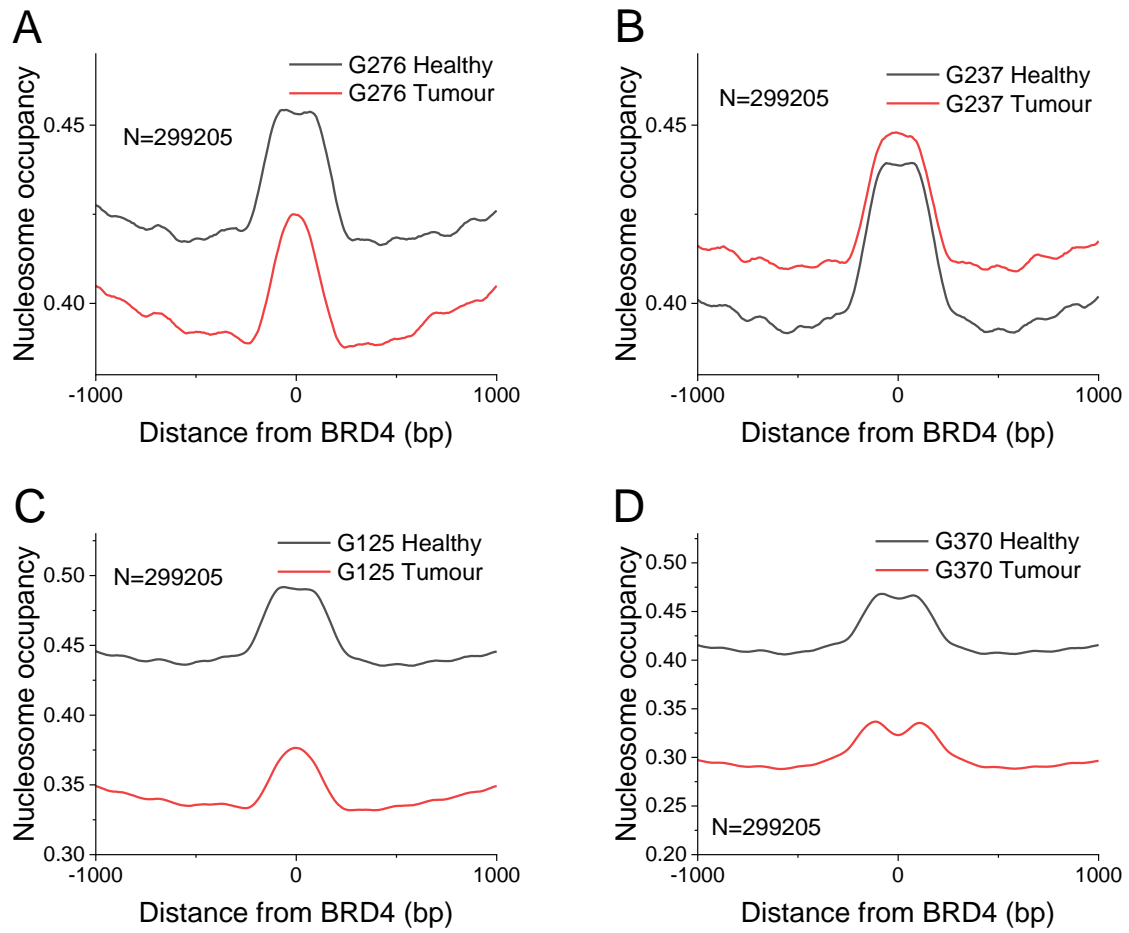 A
Nucleosome occupancy
G276 Healthy
G276 Tumour
N=299205
0.45
0.40
-1000
0
1000
Distance from BRD4 (bp)
B
Nucleosome occupancy
G237 Healthy
G237 Tumour
N=299205
0.45
0.40
-1000
0
1000
Distance from BRD4 (bp)
C
Nucleosome occupancy
G125 Healthy
G125 Tumour
N=299205
0.50
0.45
0.40
0.35
0.30
-1000
0
1000
Distance from BRD4 (bp)
D
Nucleosome occupancy
G370 Healthy
G370 Tumour
0.50
0.45
0.40
0.35
0.30
0.25
0.20
N=299205
-1000
0
1000
Distance from BRD4 (bp)